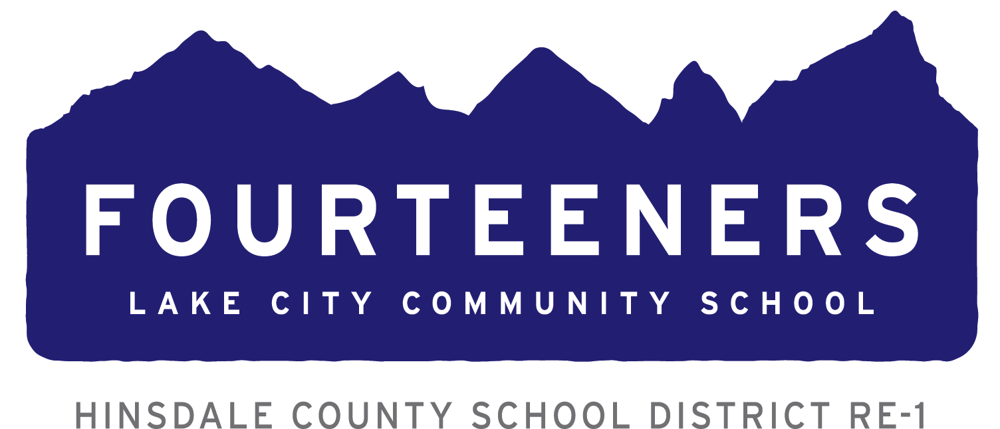 FOURTEENERS
LAKE CITY COMMUNITY SCHOOL
HINSDALE COUNTY SCHOOL DISTRICT RE-1